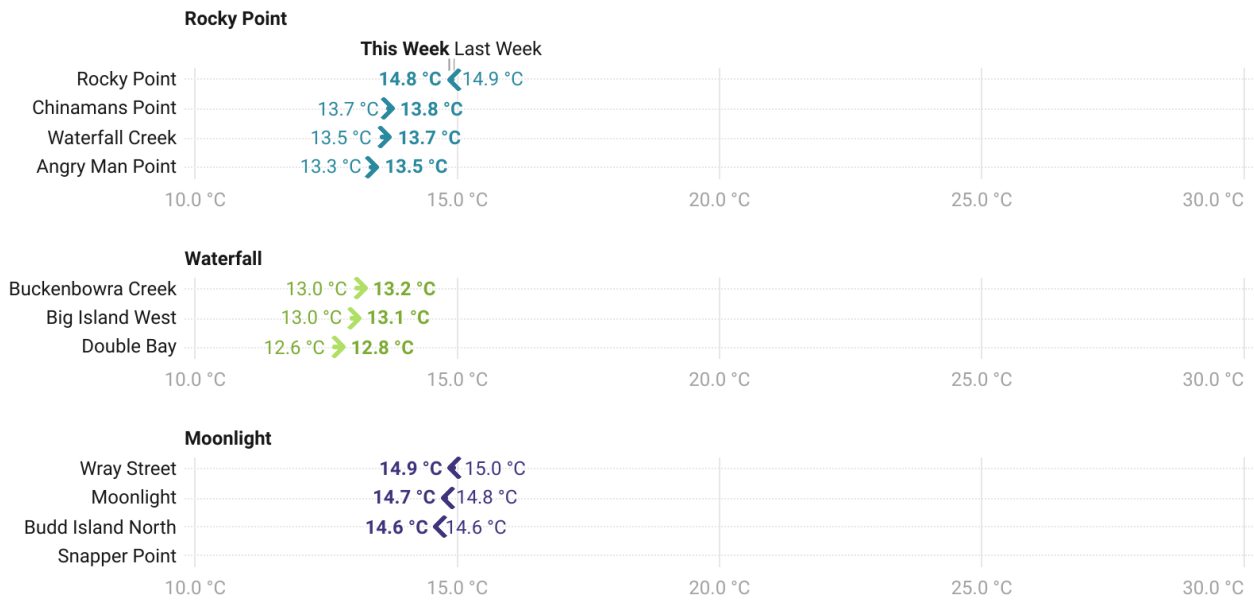 Rocky Point
This Week Last Week
Rocky Point 14.8 °C 14.9 °C
Chinamans Point 13.7 °C 13.8 °C
Waterfall Creek 13.5 °C 13.7 °C
Angry Man Point 13.3 °C 13.5 °C
10.0 °C 15.0 °C 20.0 °C 25.0 °C 30.0 °C
Waterfall
Buckenbowra Creek 13.0 °C 13.2 °C
Big Island West 13.0 °C 13.1 °C
Double Bay 12.6 °C 12.8 °C
10.0 °C 15.0 °C 20.0 °C 25.0 °C 30.0 °C
Moonlight
Wray Street 14.9 °C 15.0 °C
Moonlight 14.7 °C 14.8 °C
Budd Island North 14.6 °C 14.6 °C
Snapper Point
10.0 °C 15.0 °C 20.0 °C 25.0 °C 30.0 °C